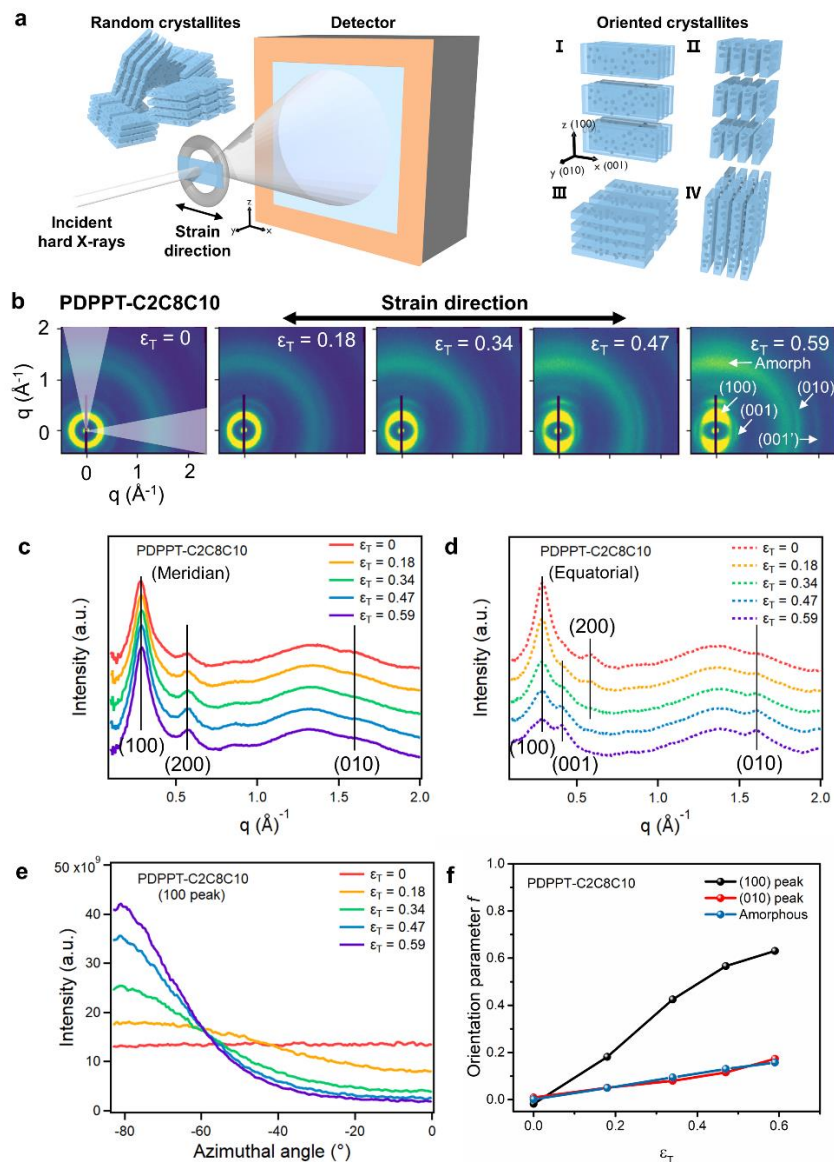 a
Random crystallites
Detector
Oriented crystallites
I
II
z (100)
y (010)
x (001)
III
IV
Incident
hard X-rays
Strain
direction
z
y
x
b
PDPPT-C2C8C10
Strain direction
2
1
0
q (Å⁻¹)
0
1
2
q (Å⁻¹)
εT = 0
εT = 0.18
εT = 0.34
εT = 0.47
εT = 0.59
Amorph
(100)
(010)
(001)
(001')
c
PDPPT-C2C8C10
(Meridian)
εT = 0
εT = 0.18
εT = 0.34
εT = 0.47
εT = 0.59
Intensity (a.u.)
(100)
(200)
(010)
0.5
1.0
1.5
2.0
q (Å)⁻¹
d
PDPPT-C2C8C10
(Equatorial)
εT = 0
εT = 0.18
εT = 0.34
εT = 0.47
εT = 0.59
Intensity (a.u.)
(200)
(100)
(001)
(010)
0.5
1.0
1.5
2.0
q (Å)⁻¹
e
50 x10⁹
40
30
20
10
0
Intensity (a.u.)
PDPPT-C2C8C10
(100 peak)
εT = 0
εT = 0.18
εT = 0.34
εT = 0.47
εT = 0.59
-80
-60
-40
-20
0
Azimuthal angle (°)
f
1.0
0.8
0.6
0.4
0.2
0.0
Orientation parameter f
PDPPT-C2C8C10
(100) peak
(010) peak
Amorphous
0.0
0.2
0.4
0.6
0.8
εT